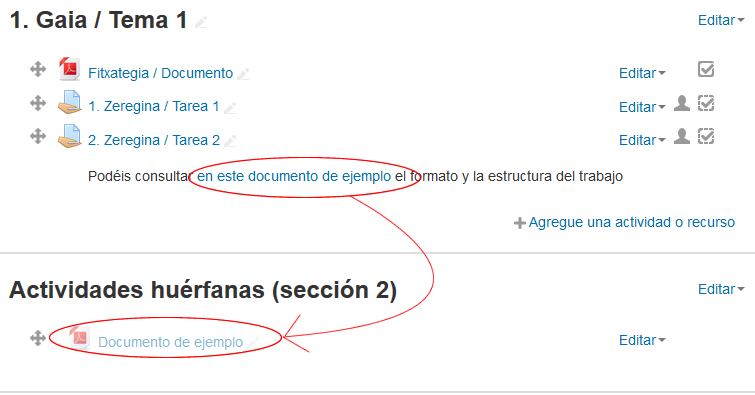 1. Gaia / Tema 1
Editar
Fitxategia / Documento
Editar
1. Zeregina / Tarea 1
Editar
2. Zeregina / Tarea 2
Editar
Podéis consultar en este documento de ejemplo el formato y la estructura del trabajo
Agregue una actividad o recurso
Actividades huérfanas (sección 2)
Editar
Documento de ejemplo
Editar